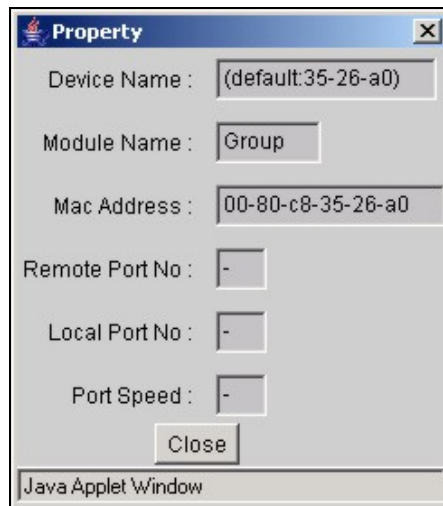 Property
Device Name : (default:35-26-a0)
Module Name : Group
Mac Address : 00-80-c8-35-26-a0
Remote Port No : -
Local Port No : -
Port Speed : -
Close
Java Applet Window